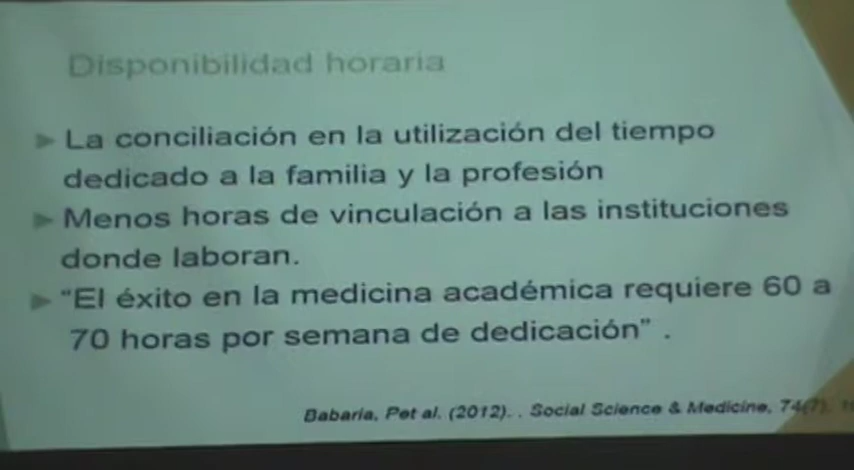 Disponibilidad horaria
La conciliación en la utilización del tiempo
dedicado a la familia y la profesión
Menos horas de vinculación a las instituciones
donde laboran.
“El éxito en la medicina académica requiere 60 a
70 horas por semana de dedicación” .
Babaria, Pet al. (2012). . Social Science & Medicine, 74(7).